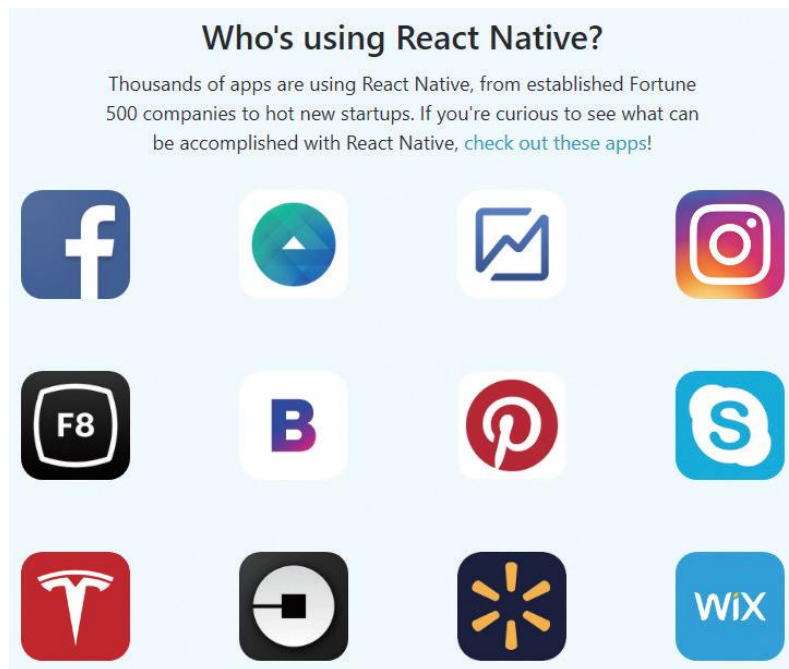 Who's using React Native?
Thousands of apps are using React Native, from established Fortune
500 companies to hot new startups. If you're curious to see what can
be accomplished with React Native, check out these apps!
f
F8
B
S
T
WiX